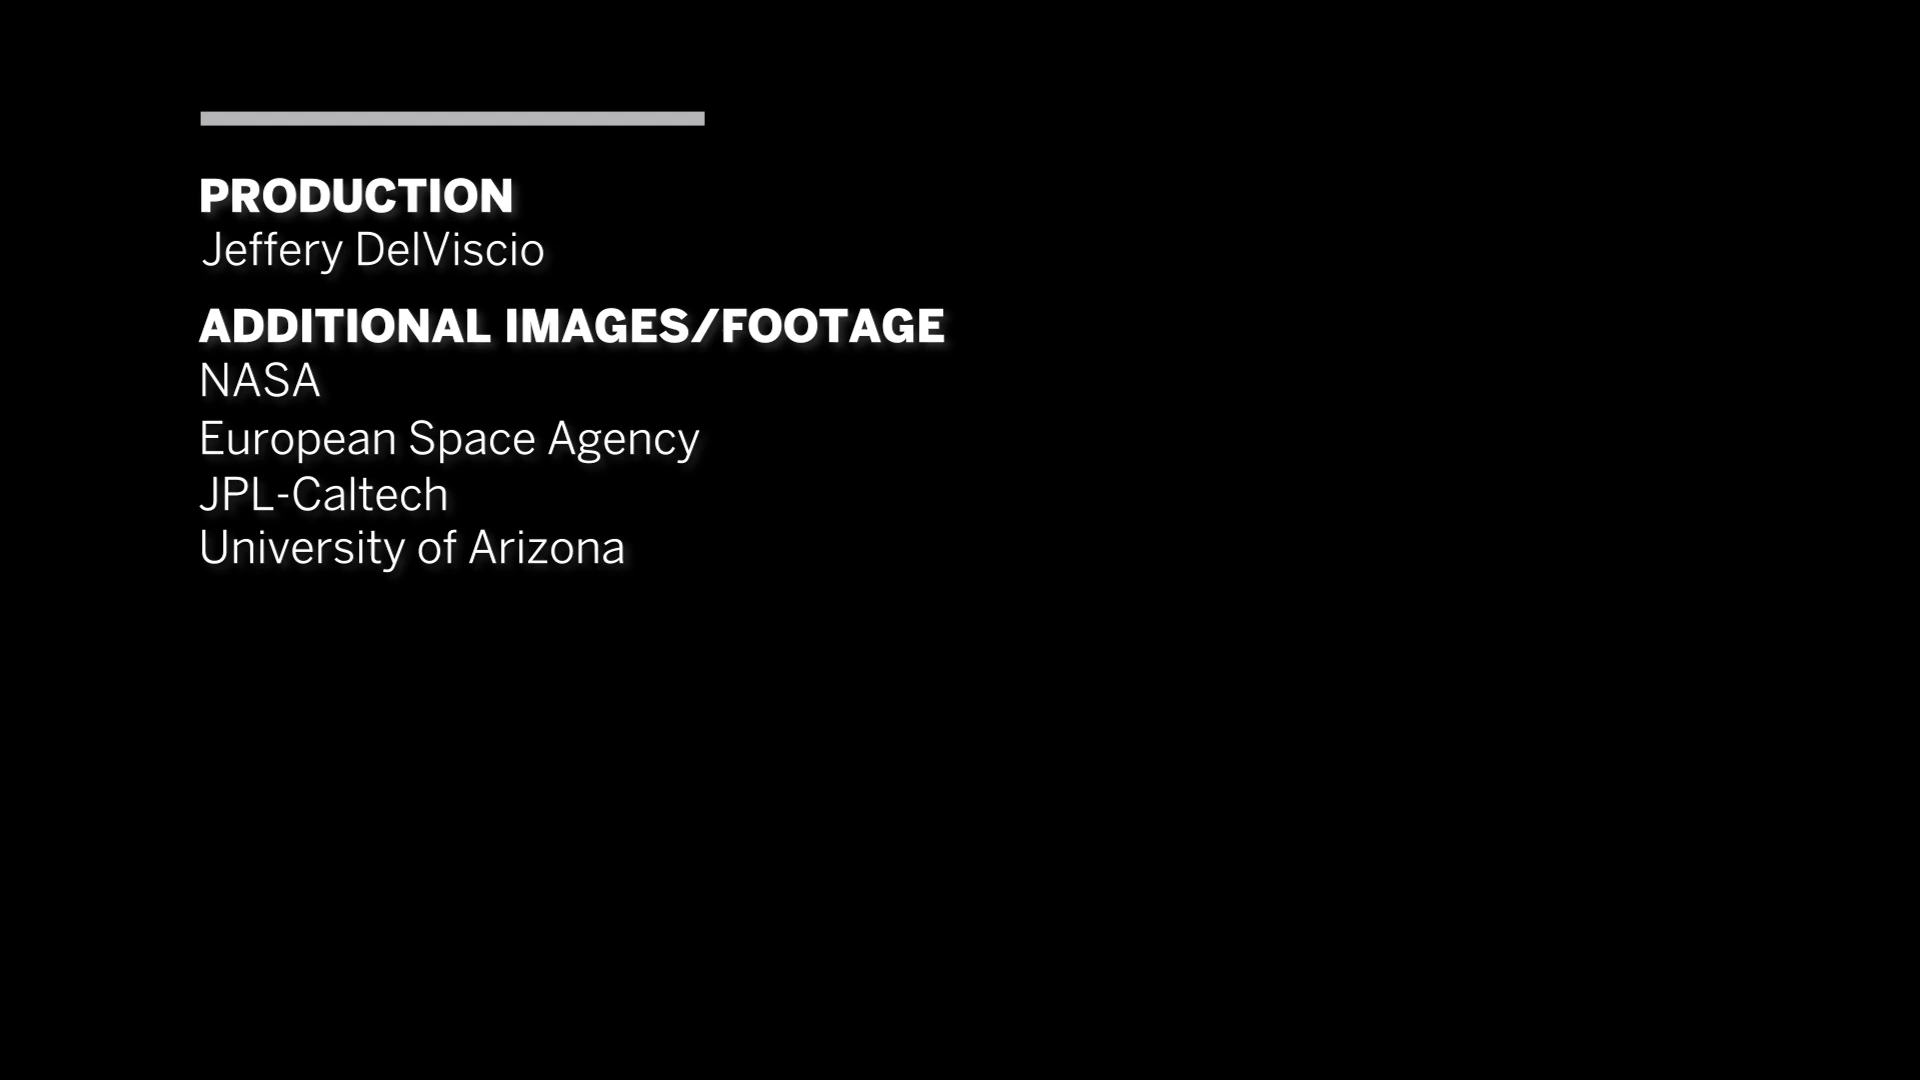 PRODUCTION
Jeffery DelViscio
ADDITIONAL IMAGES/FOOTAGE
NASA
European Space Agency
JPL-Caltech
University of Arizona